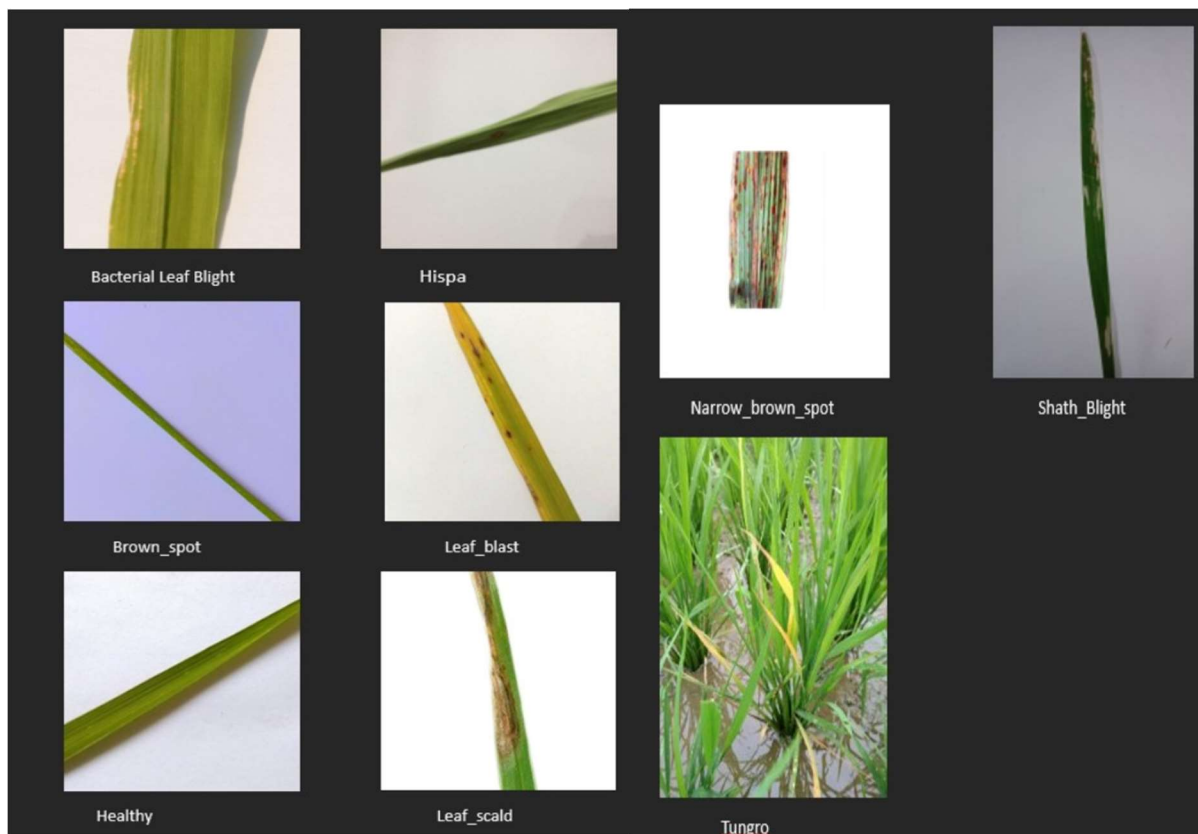 Bacterial Leaf Blight
Hispa
Narrow_brown_spot
Shath_Blight
Brown_spot
Leaf_blast
Healthy
Leaf_scald
Tungro